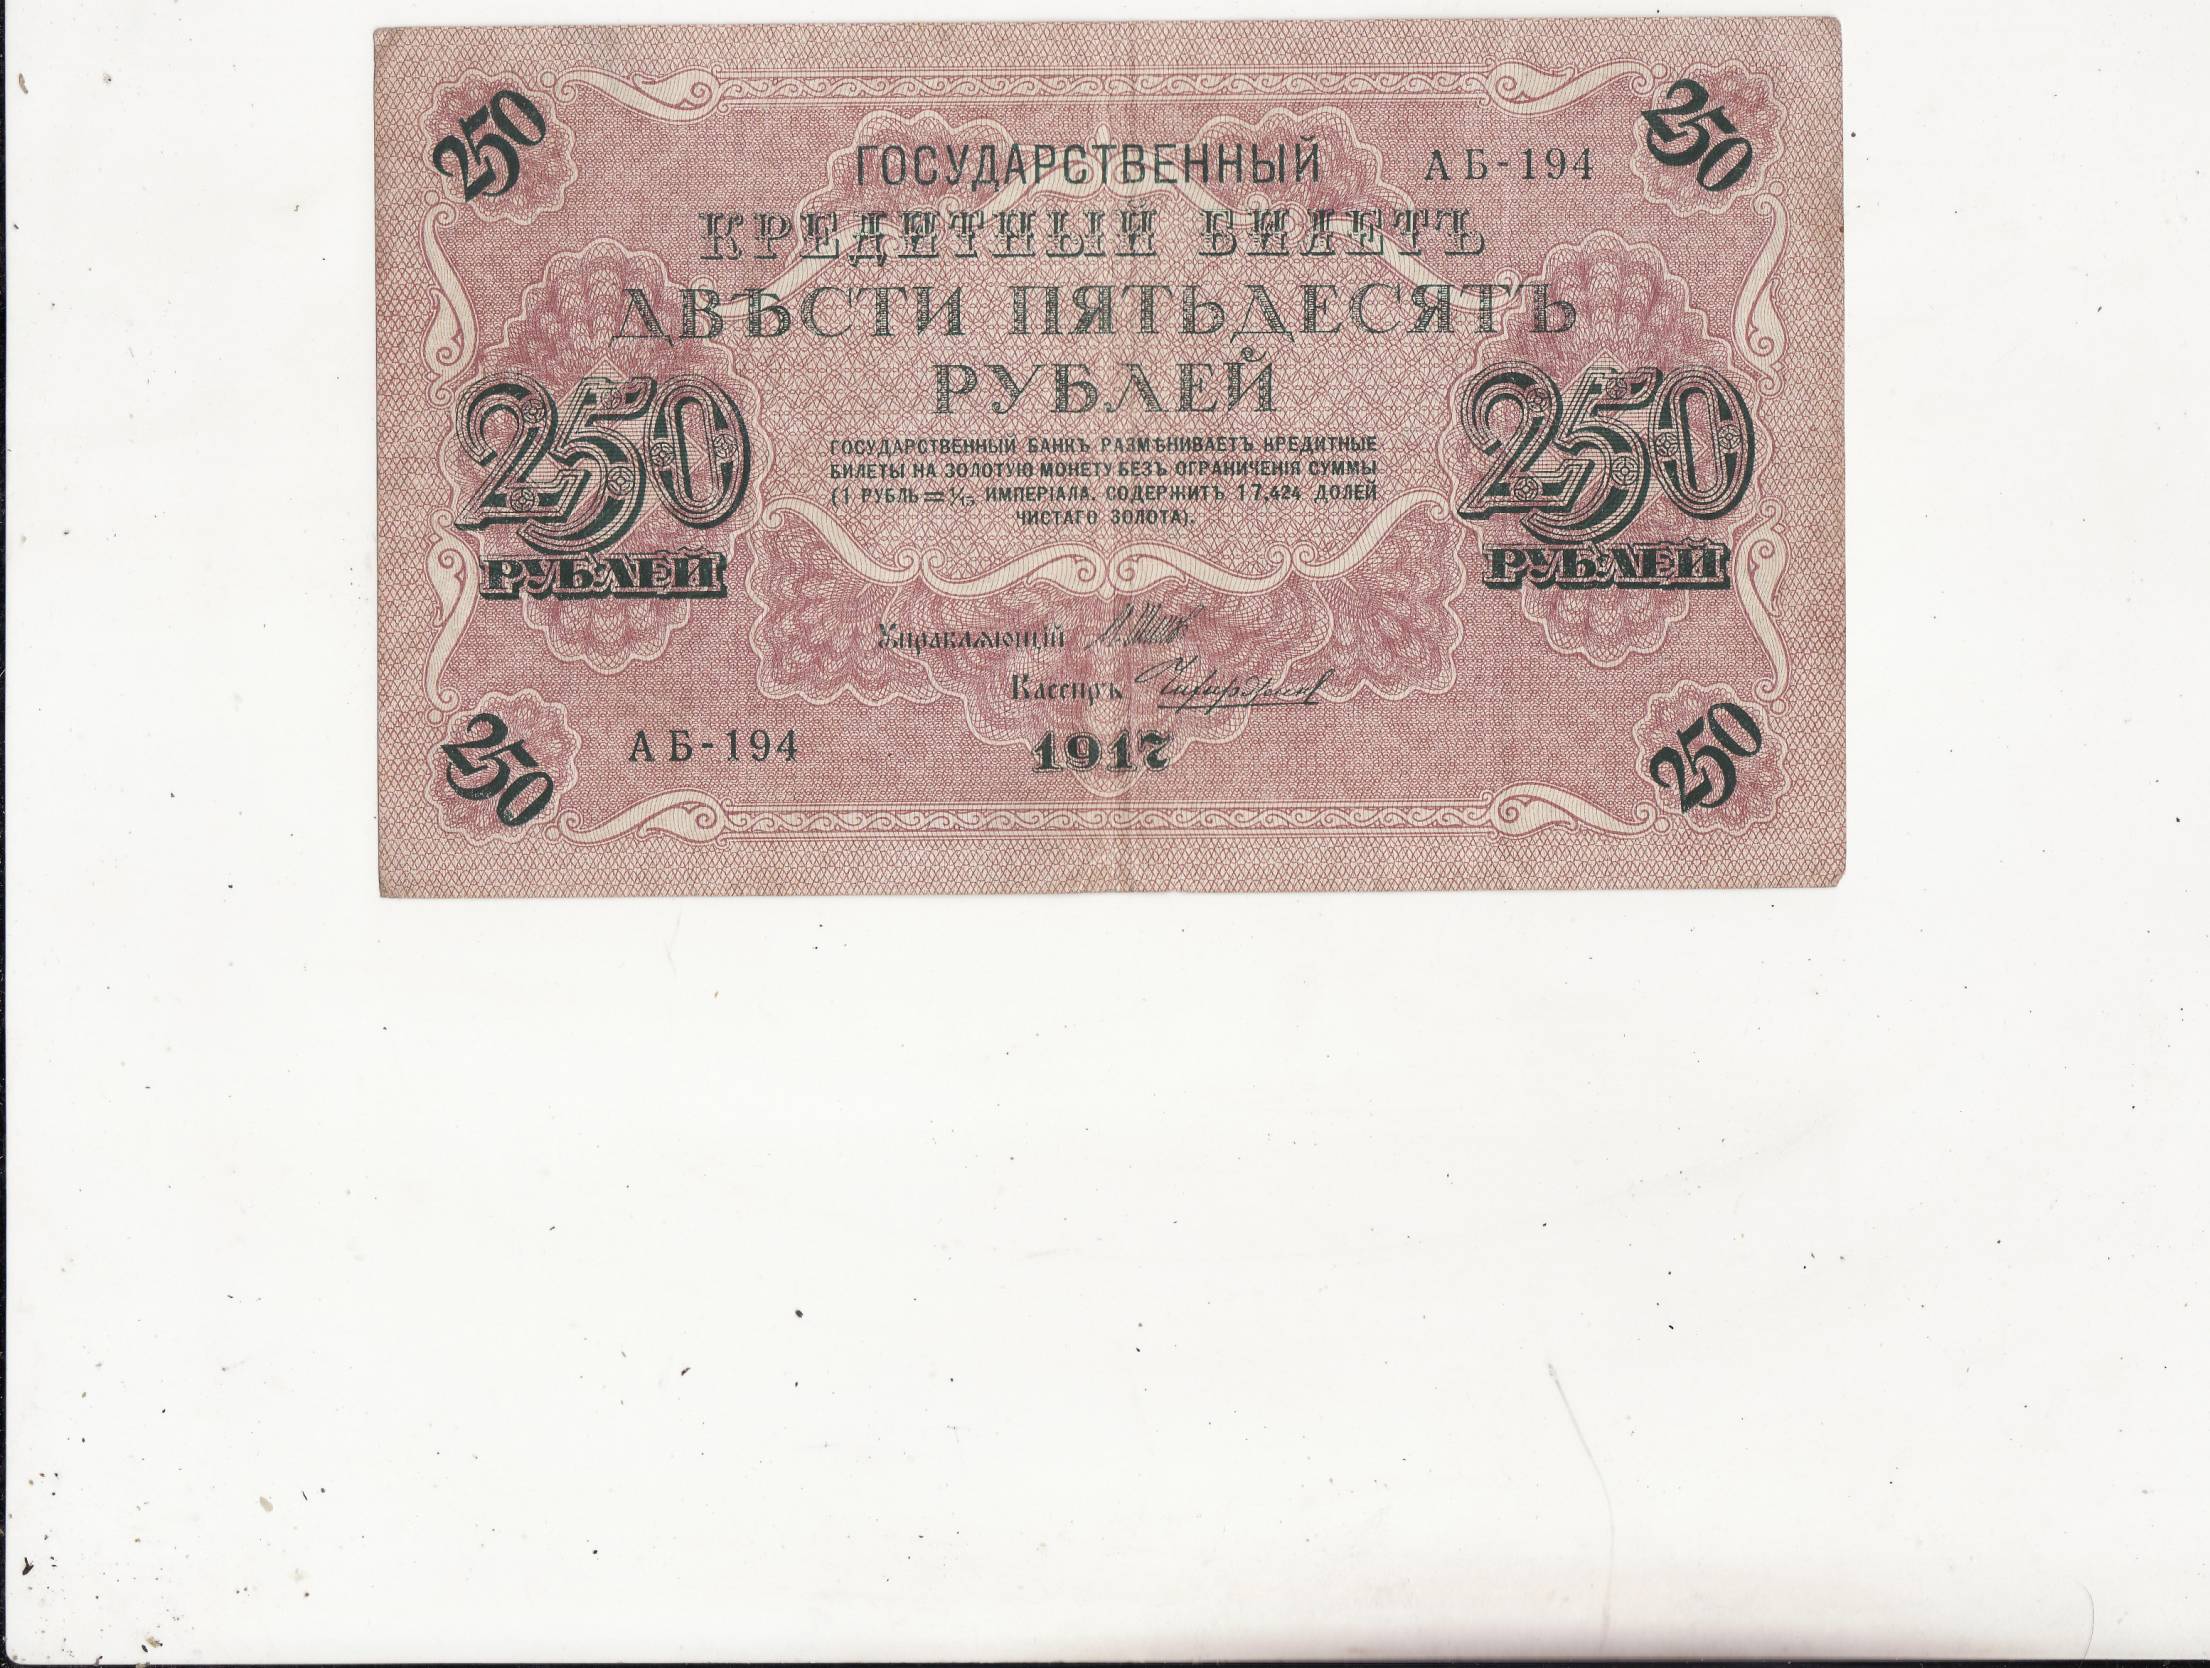 250
250
ГОСУДАРСТВЕННЫЙ
АБ-194
КРЕДИТНЫЙ БИЛЕТЪ
ДВѢСТИ ПЯТЬДЕСЯТЪ
РУБЛЕЙ
250
РУБЛЕЙ
250
РУБЛЕЙ
ГОСУДАРСТВЕННЫЙ БАНКЪ РАЗМѢНИВАЕТЪ КРЕДИТНЫЕ
БИЛЕТЫ НА ЗОЛОТУЮ МОНЕТУ БЕЗЪ ОГРАНИЧЕНІЯ СУММЫ
(1 РУБЛЬ = 1/15 ИМПЕРІАЛА, СОДЕРЖИТЪ 17,424 ДОЛЕЙ
ЧИСТАГО ЗОЛОТА).
Управляющій
Кассиръ
АБ-194
1917
250
250